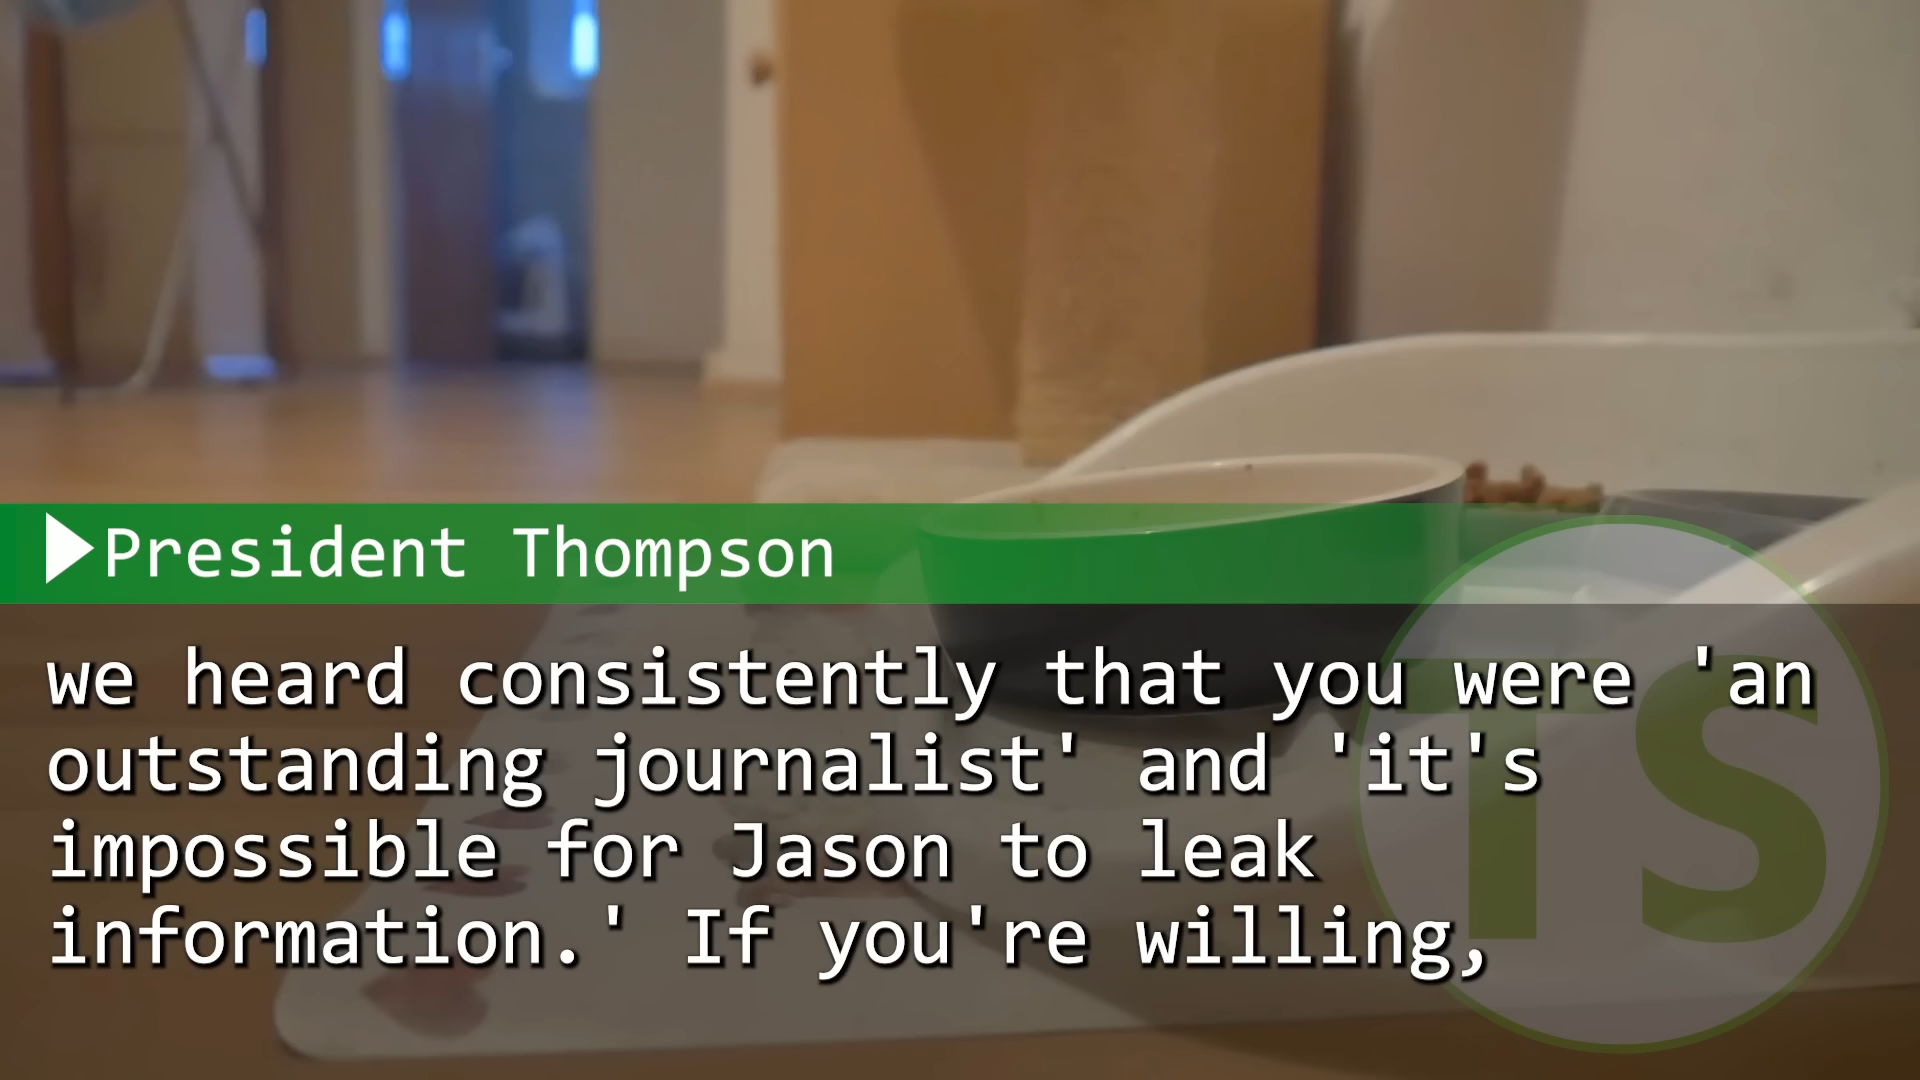 President Thompson
we heard consistently that you were 'an
outstanding journalist' and 'it's
impossible for Jason to leak
information.' If you're willing,
TS